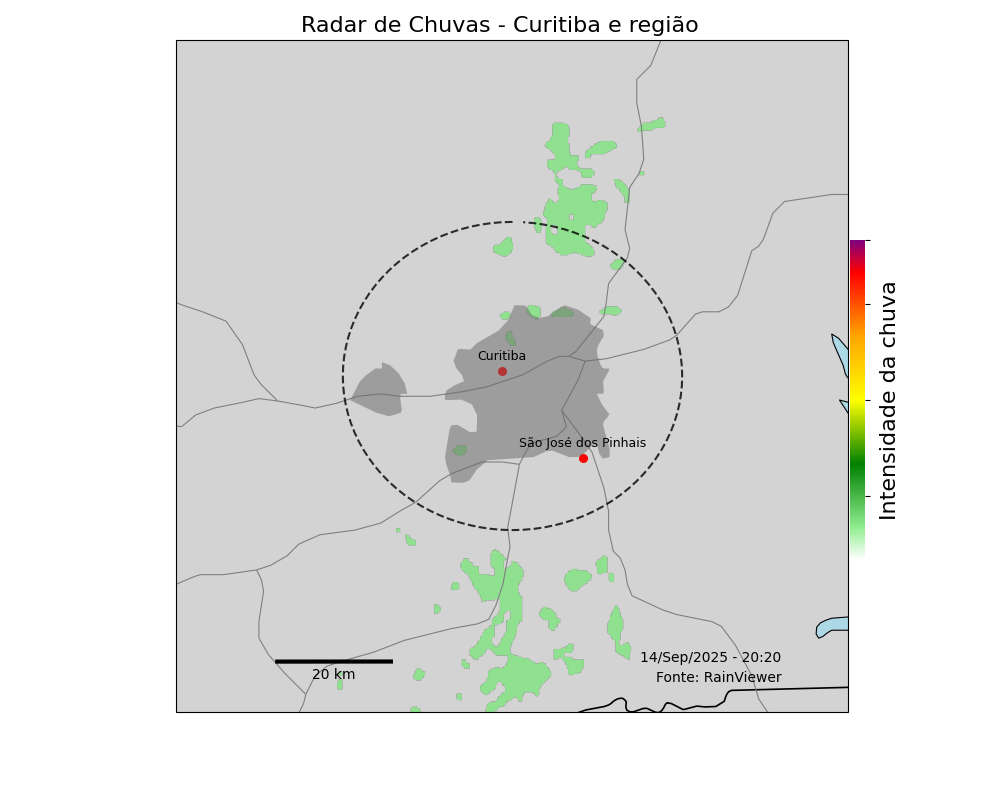 Radar de Chuvas - Curitiba e região
Curitiba
São José dos Pinhais
Intensidade da chuva
14/Sep/2025 - 20:20
Fonte: RainViewer
20 km